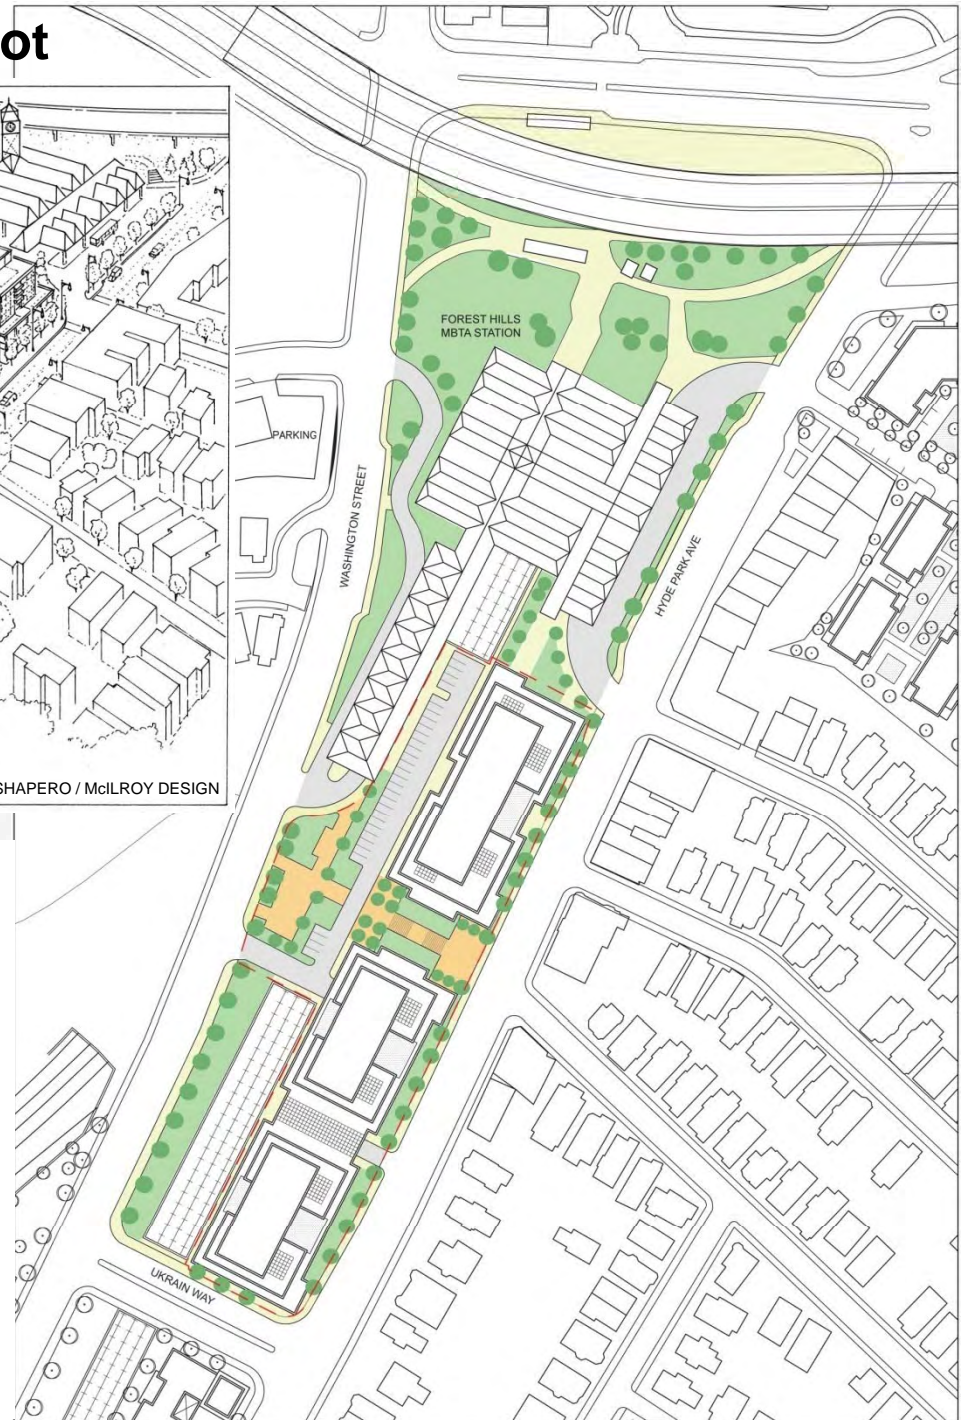 ot
FOREST HILLS
MBTA STATION
PARKING
WASHINGTON STREET
HYDE PARK AVE
SHAPERO / McILROY DESIGN
UKRAIN WAY